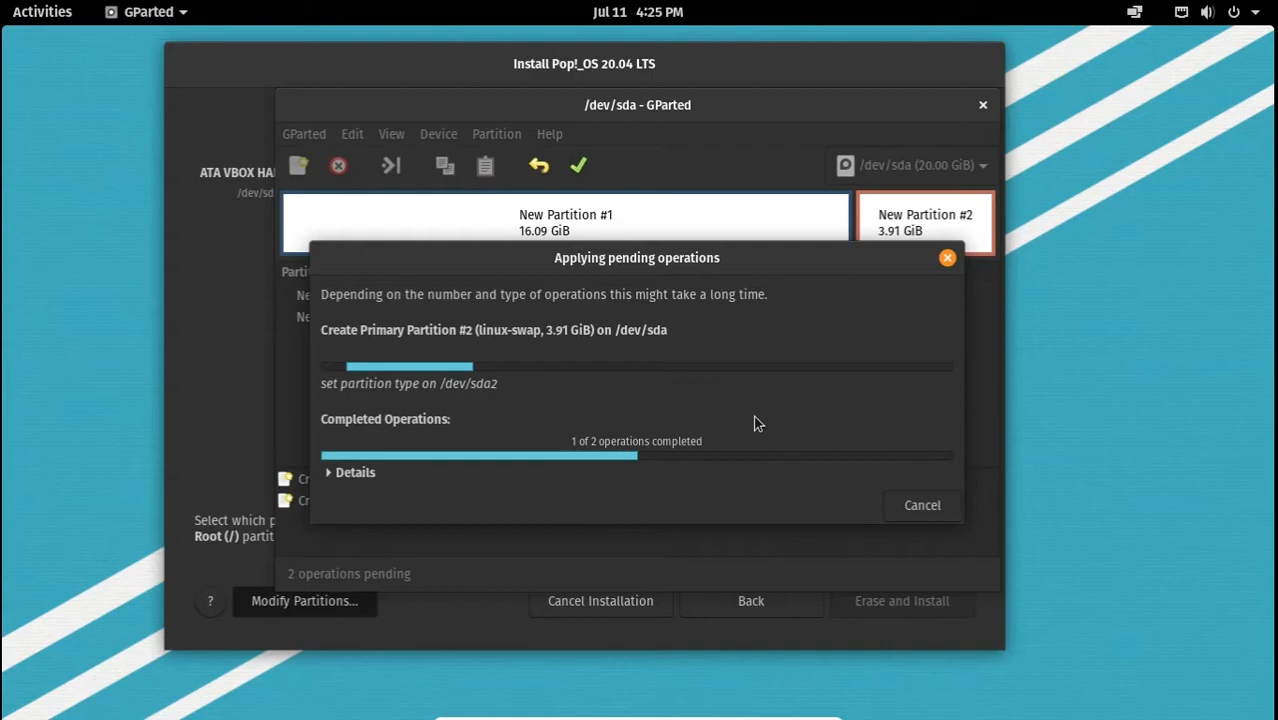 Activities GParted Jul 11 4:25 PM
Install Pop!_OS 20.04 LTS
/dev/sda - GParted
GParted Edit View Device Partition Help
/dev/sda (20.00 GiB)
ATA VBOX HA
/dev/sd
New Partition #1
16.09 GiB
New Partition #2
3.91 GiB
Applying pending operations
Parti
Ne
Ne
Depending on the number and type of operations this might take a long time.
Create Primary Partition #2 (linux-swap, 3.91 GiB) on /dev/sda
set partition type on /dev/sda2
Completed Operations:
1 of 2 operations completed
Details
Cr
Cr
Cancel
Select which p
Root (/) partit
2 operations pending
? Modify Partitions... Cancel Installation Back Erase and Install